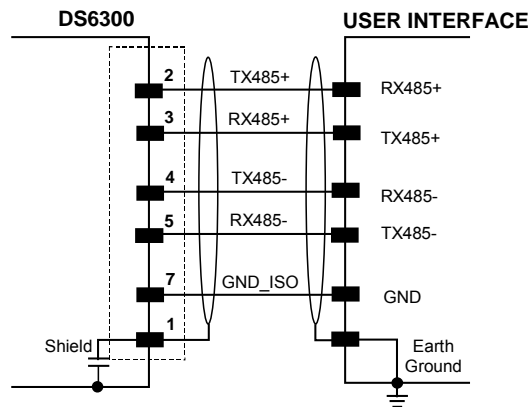 DS6300
USER INTERFACE
2 TX485+ RX485+
3 RX485+ TX485+
4 TX485- RX485-
5 RX485- TX485-
7 GND_ISO GND
1
Shield
Earth
Ground